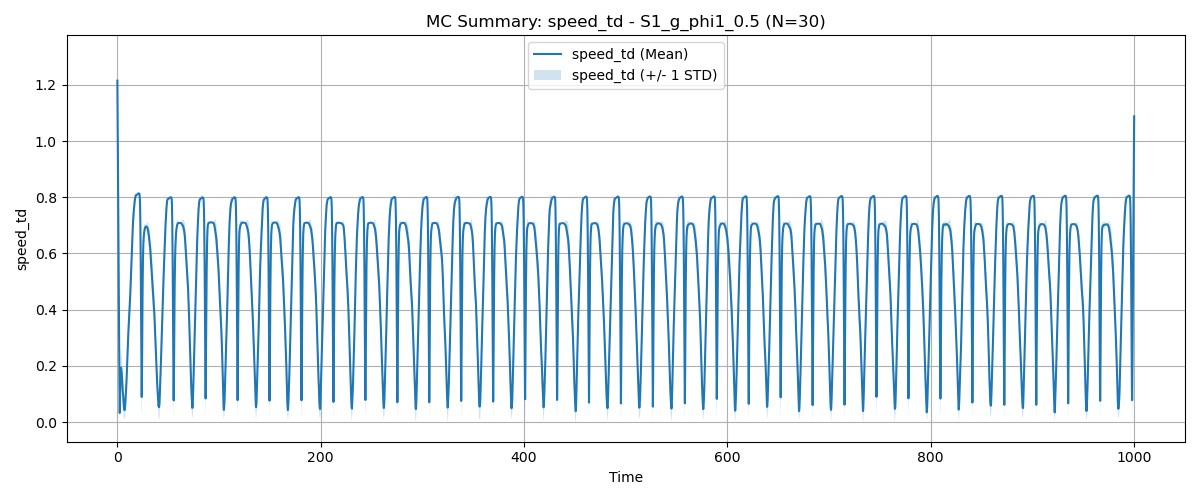 MC Summary: speed_td - S1_g_phi1_0.5 (N=30)
speed_td (Mean)
speed_td (+/- 1 STD)
1.2
1.0
0.8
0.6
0.4
0.2
0.0
speed_td
0 200 400 600 800 1000
Time